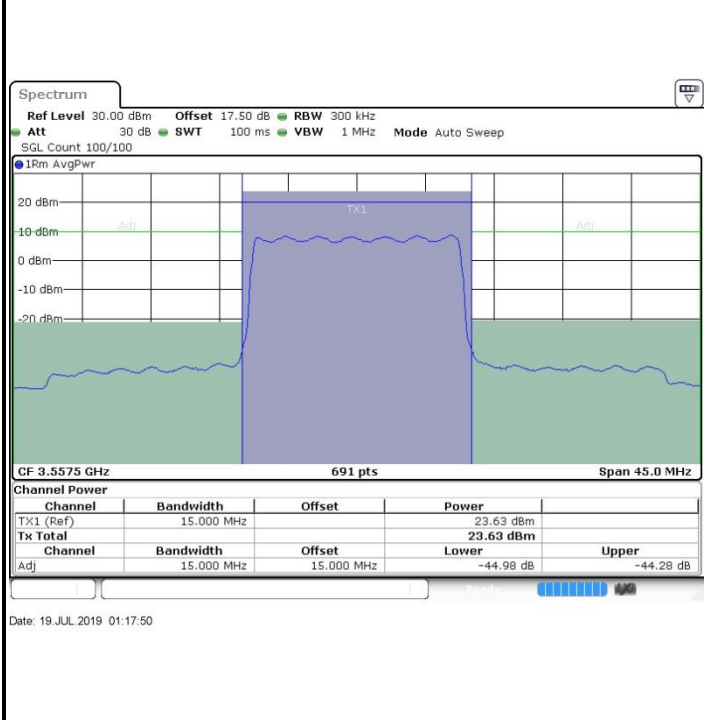 Spectrum
Ref Level 30.00 dBm Offset 17.50 dB RBW 300 kHz
Att 30 dB SWT 100 ms VBW 1 MHz Mode Auto Sweep
SGL Count 100/100
1Rm AvgPwr
20 dBm
TX1
Adj Adj
10 dBm
0 dBm
-10 dBm
-20 dBm
CF 3.5575 GHz 691 pts Span 45.0 MHz
Channel Power
Channel Bandwidth Offset Power
TX1 (Ref) 15.000 MHz 23.63 dBm
Tx Total 23.63 dBm
Channel Bandwidth Offset Lower Upper
Adj 15.000 MHz 15.000 MHz -44.98 dB -44.28 dB
Ready
Date: 19.JUL.2019 01:17:50